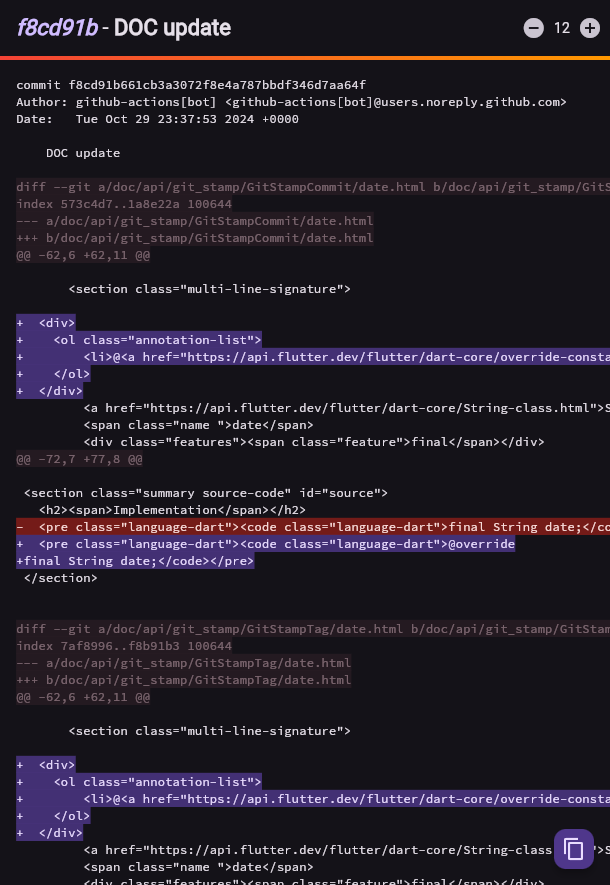 f8cd91b - DOC update
12
commit f8cd91b661cb3a3072f8e4a787bbdf346d7aa64f
Author: github-actions[bot] <github-actions[bot]@users.noreply.github.com>
Date:   Tue Oct 29 23:37:53 2024 +0000
    DOC update
diff --git a/doc/api/git_stamp/GitStampCommit/date.html b/doc/api/git_stamp/GitS
index 573c4d7..1a8e22a 100644
--- a/doc/api/git_stamp/GitStampCommit/date.html
+++ b/doc/api/git_stamp/GitStampCommit/date.html
@@ -62,6 +62,11 @@
       <section class="multi-line-signature">
+  <div>
+    <ol class="annotation-list">
+        <li>@<a href="https://api.flutter.dev/flutter/dart-core/override-consta
+    </ol>
+  </div>
         <a href="https://api.flutter.dev/flutter/dart-core/String-class.html">S
         <span class="name ">date</span>
         <div class="features"><span class="feature">final</span></div>
@@ -72,7 +77,8 @@
 <section class="summary source-code" id="source">
   <h2><span>Implementation</span></h2>
-  <pre class="language-dart"><code class="language-dart">final String date;</co
+  <pre class="language-dart"><code class="language-dart">@override
+final String date;</code></pre>
 </section>
diff --git a/doc/api/git_stamp/GitStampTag/date.html b/doc/api/git_stamp/GitStam
index 7af8996..f8b91b3 100644
--- a/doc/api/git_stamp/GitStampTag/date.html
+++ b/doc/api/git_stamp/GitStampTag/date.html
@@ -62,6 +62,11 @@
       <section class="multi-line-signature">
+  <div>
+    <ol class="annotation-list">
+        <li>@<a href="https://api.flutter.dev/flutter/dart-core/override-consta
+    </ol>
+  </div>
         <a href="https://api.flutter.dev/flutter/dart-core/String-class ">S
         <span class="name ">date</span>
         <div class="features"><span class="feature">final</span></div>